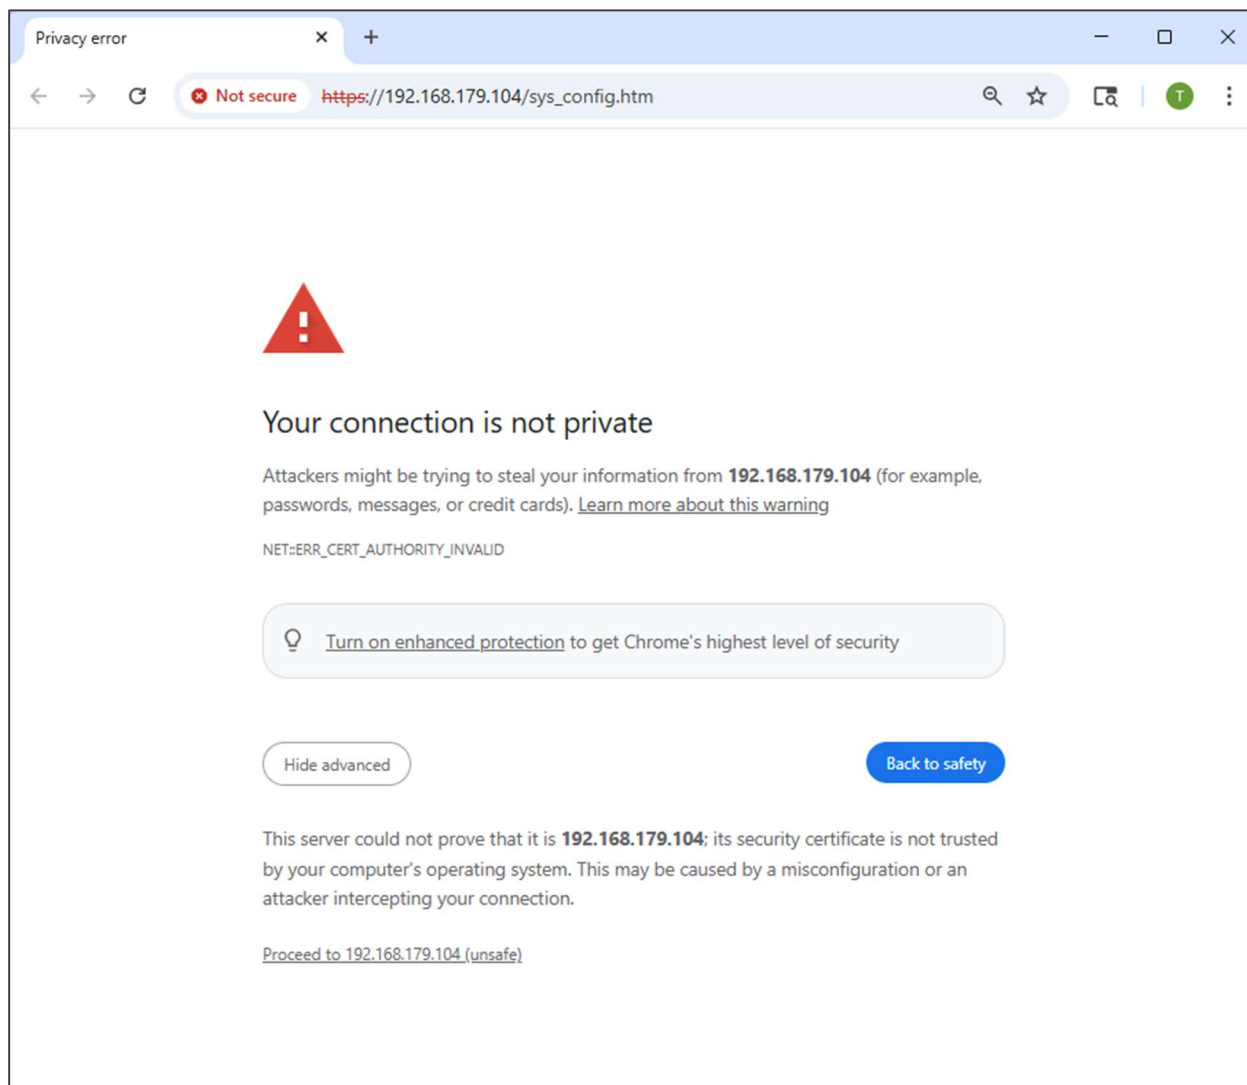 Privacy error
Not secure https://192.168.179.104/sys_config.htm
T
Your connection is not private
Attackers might be trying to steal your information from 192.168.179.104 (for example,
passwords, messages, or credit cards). Learn more about this warning
NET::ERR_CERT_AUTHORITY_INVALID
Turn on enhanced protection to get Chrome's highest level of security
Hide advanced
Back to safety
This server could not prove that it is 192.168.179.104; its security certificate is not trusted
by your computer's operating system. This may be caused by a misconfiguration or an
attacker intercepting your connection.
Proceed to 192.168.179.104 (unsafe)